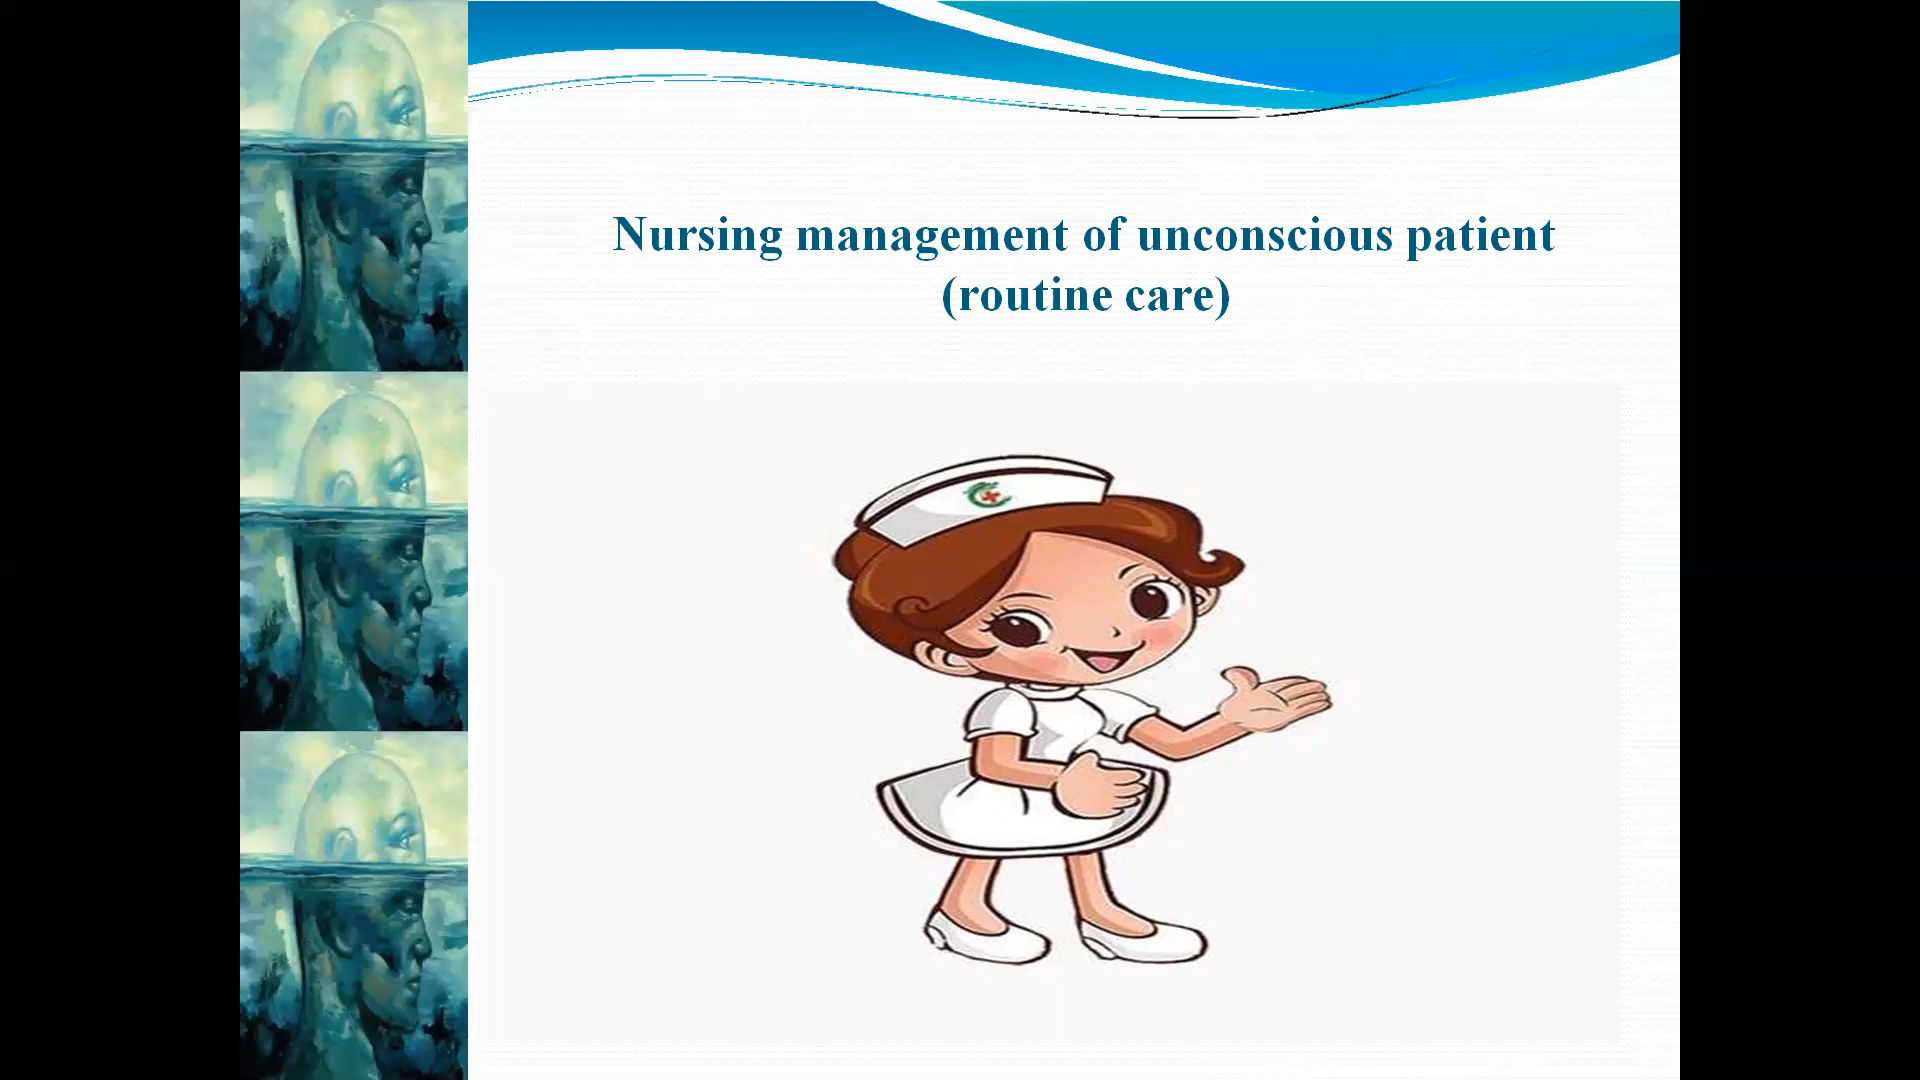 Nursing management of unconscious patient
(routine care)